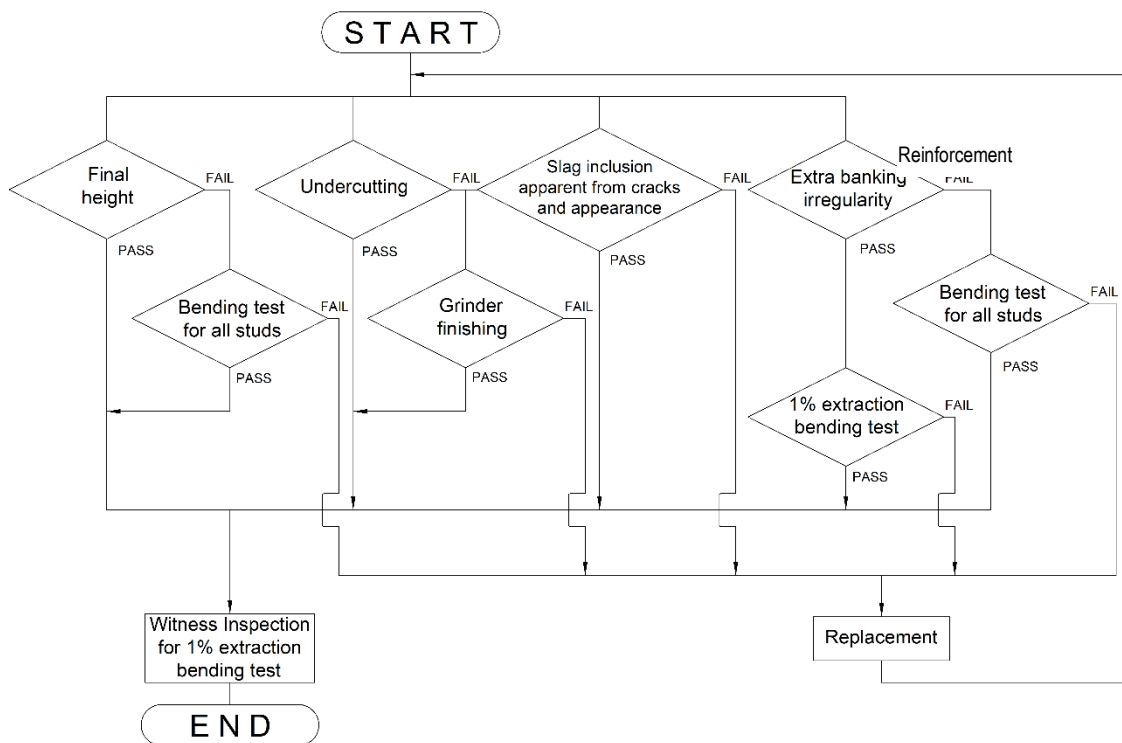 START
Final
height
FAIL
PASS
Undercutting
FAIL
PASS
Slag inclusion
apparent from cracks
and appearance
FAIL
PASS
Reinforcement
Extra banking
irregularity
FAIL
PASS
Bending test
for all studs
FAIL
PASS
Grinder
finishing
FAIL
PASS
Bending test
for all studs
FAIL
PASS
1% extraction
bending test
FAIL
PASS
Witness Inspection
for 1% extraction
bending test
Replacement
END